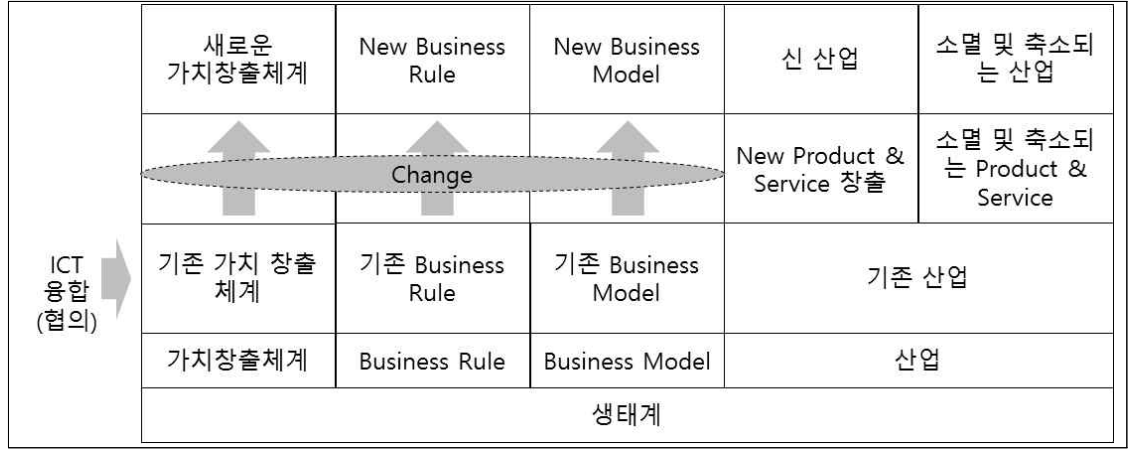 새로운
가치창출체계
New Business
Rule
New Business
Model
신 산업
소멸 및 축소되
는 산업
Change
New Product &
Service 창출
소멸 및 축소되
는 Product &
Service
ICT
융합
(협의)
기존 가치 창출
체계
기존 Business
Rule
기존 Business
Model
기존 산업
가치창출체계
Business Rule
Business Model
산업
생태계